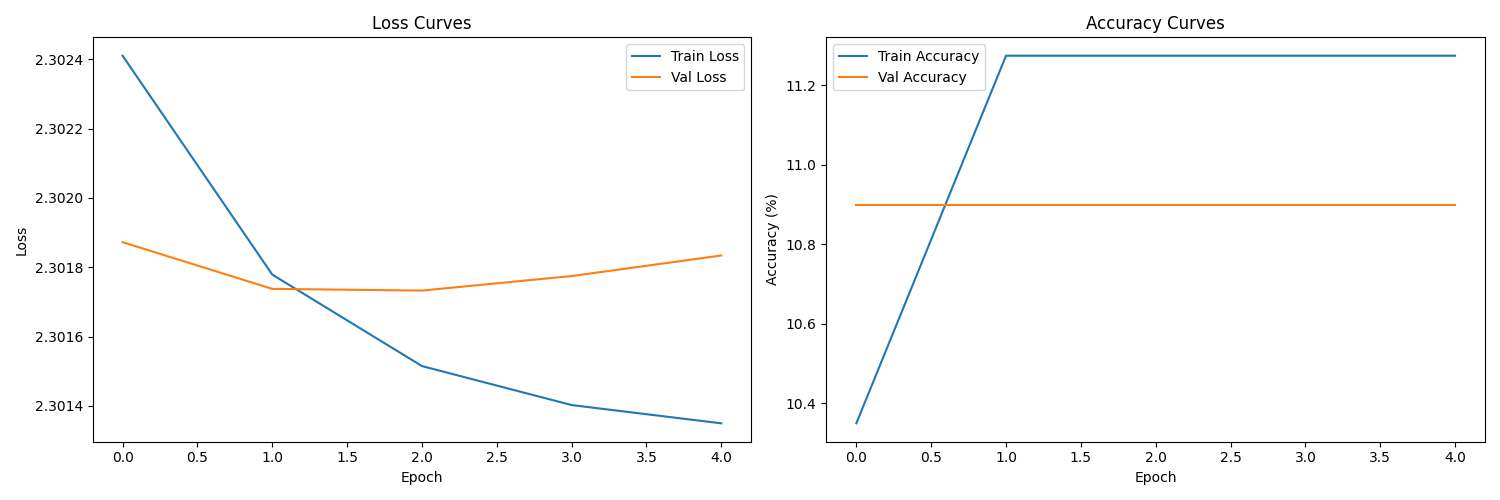 Loss Curves
2.3024
2.3022
2.3020
2.3018
2.3016
2.3014
Loss
0.0 0.5 1.0 1.5 2.0 2.5 3.0 3.5 4.0
Epoch
Train Loss
Val Loss
Accuracy Curves
11.2
11.0
10.8
10.6
10.4
Accuracy (%)
0.0 0.5 1.0 1.5 2.0 2.5 3.0 3.5 4.0
Epoch
Train Accuracy
Val Accuracy